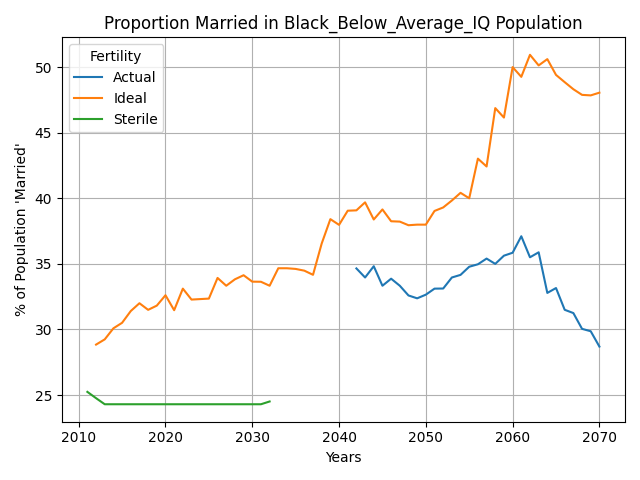 Proportion Married in Black_Below_Average_IQ Population
% of Population 'Married'
Fertility
Actual
Ideal
Sterile
50
45
40
35
30
25
2010 2020 2030 2040 2050 2060 2070
Years